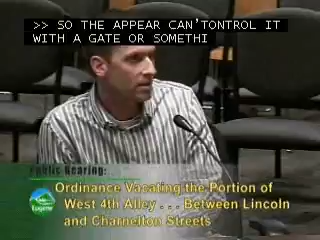 >> SO THE APPEAR CAN'TONTROL IT
WITH A GATE OR SOMETHI
Public Hearing:
Ordinance Vacating the Portion of
West 4th Alley . . . Between Lincoln
and Charnelton Streets
Eugene